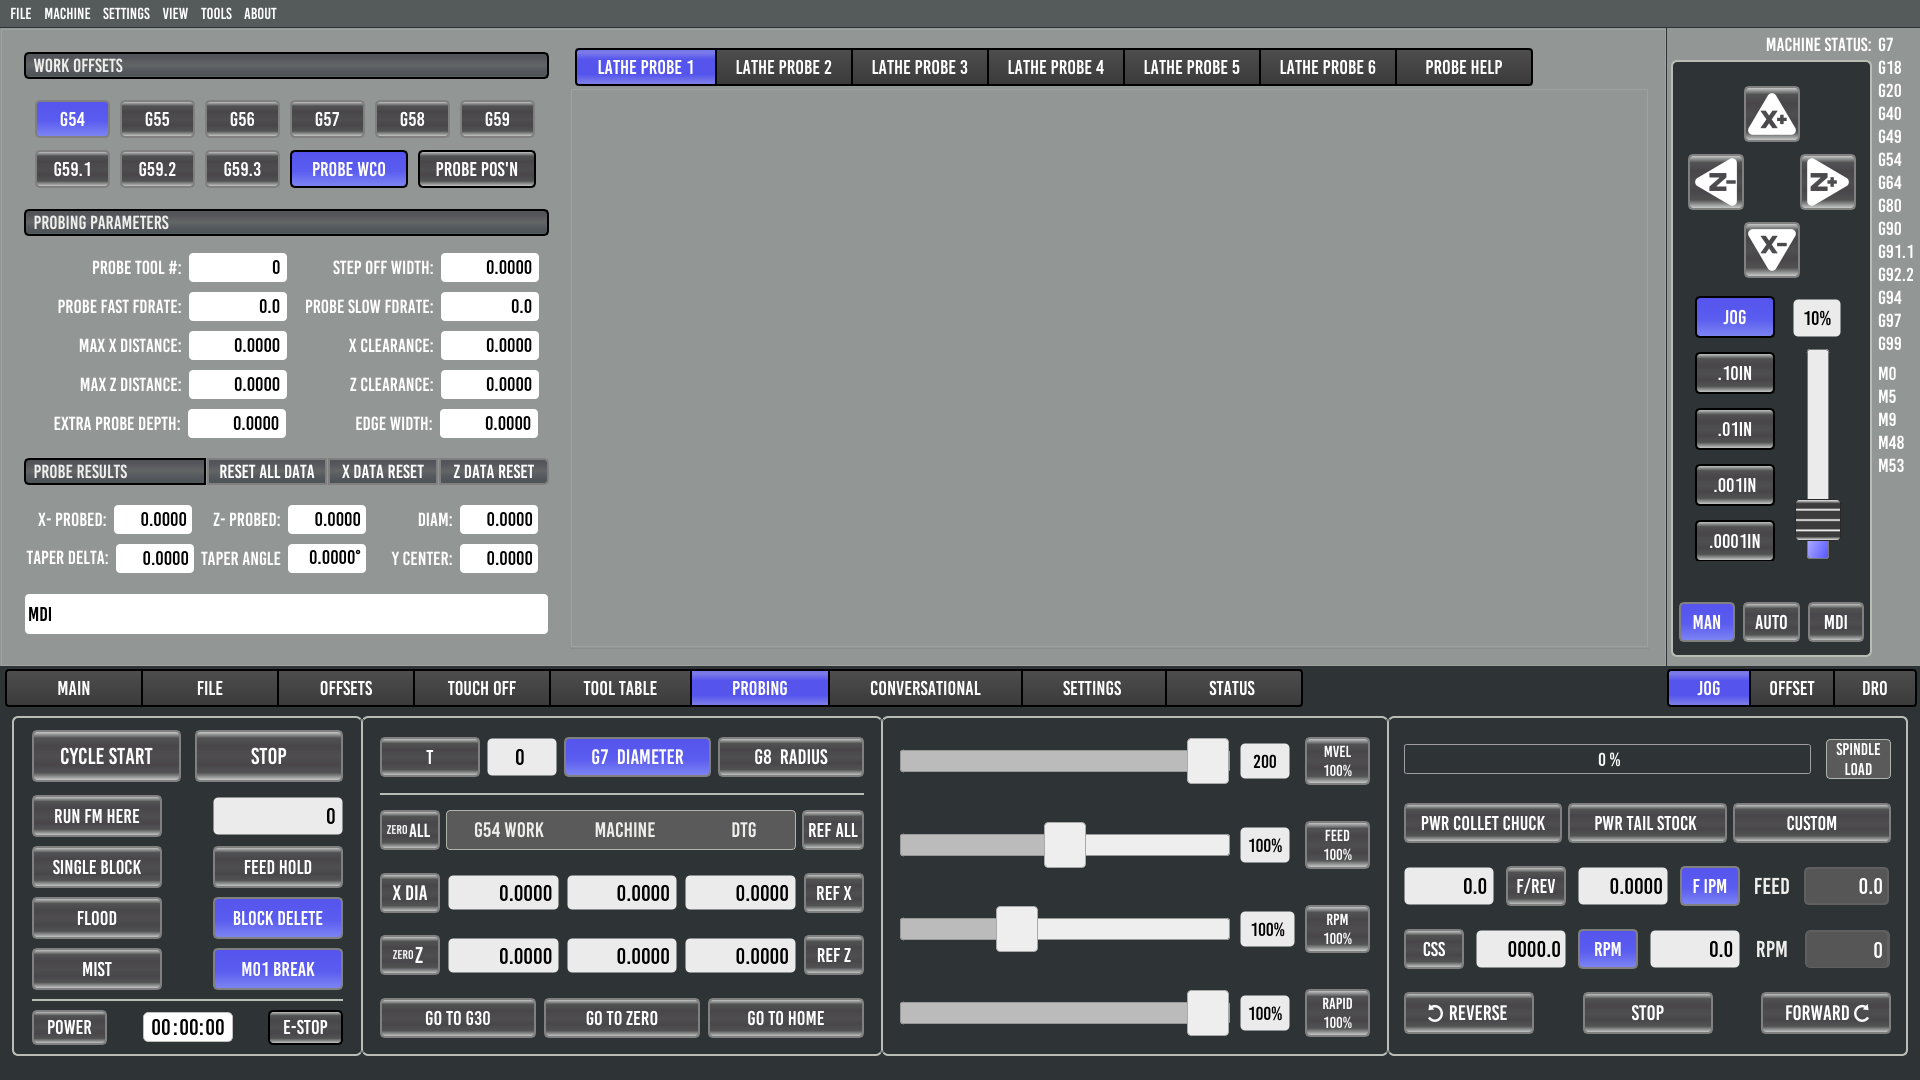 FILE MACHINE SETTINGS VIEW TOOLS ABOUT
WORK OFFSETS
G54 G55 G56 G57 G58 G59
G59.1 G59.2 G59.3 PROBE WCO PROBE POS'N
PROBING PARAMETERS
PROBE TOOL #: 0 STEP OFF WIDTH: 0.0000
PROBE FAST FDRATE: 0.0 PROBE SLOW FDRATE: 0.0
MAX X DISTANCE: 0.0000 X CLEARANCE: 0.0000
MAX Z DISTANCE: 0.0000 Z CLEARANCE: 0.0000
EXTRA PROBE DEPTH: 0.0000 EDGE WIDTH: 0.0000
PROBE RESULTS RESET ALL DATA X DATA RESET Z DATA RESET
X- PROBED: 0.0000 Z- PROBED: 0.0000 DIAM: 0.0000
TAPER DELTA: 0.0000 TAPER ANGLE 0.0000° Y CENTER: 0.0000
MDI
LATHE PROBE 1 LATHE PROBE 2 LATHE PROBE 3 LATHE PROBE 4 LATHE PROBE 5 LATHE PROBE 6 PROBE HELP
MACHINE STATUS: G7
G18
G20
G40
G49
G54
G64
G80
G90
G91.1
G92.2
G94
G97
G99
M0
M5
M9
M48
M53
X+
Z- Z+
X-
JOG 10%
.10IN
.01IN
.001IN
.0001IN
MAN AUTO MDI
MAIN FILE OFFSETS TOUCH OFF TOOL TABLE PROBING CONVERSATIONAL SETTINGS STATUS
JOG OFFSET DRO
CYCLE START STOP
RUN FM HERE 0
SINGLE BLOCK FEED HOLD
FLOOD BLOCK DELETE
MIST M01 BREAK
POWER 00:00:00 E-STOP
T 0 G7 DIAMETER G8 RADIUS
ZERO ALL G54 WORK MACHINE DTG REF ALL
X DIA 0.0000 0.0000 0.0000 REF X
ZERO Z 0.0000 0.0000 0.0000 REF Z
GO TO G30 GO TO ZERO GO TO HOME
200 MVEL
100%
100% FEED
100%
100% RPM
100%
100% RAPID
100%
0 % SPINDLE
LOAD
PWR COLLET CHUCK PWR TAIL STOCK CUSTOM
0.0 F/REV 0.0000 F IPM FEED 0.0
CSS 0000.0 RPM 0.0 RPM 0
REVERSE STOP FORWARD